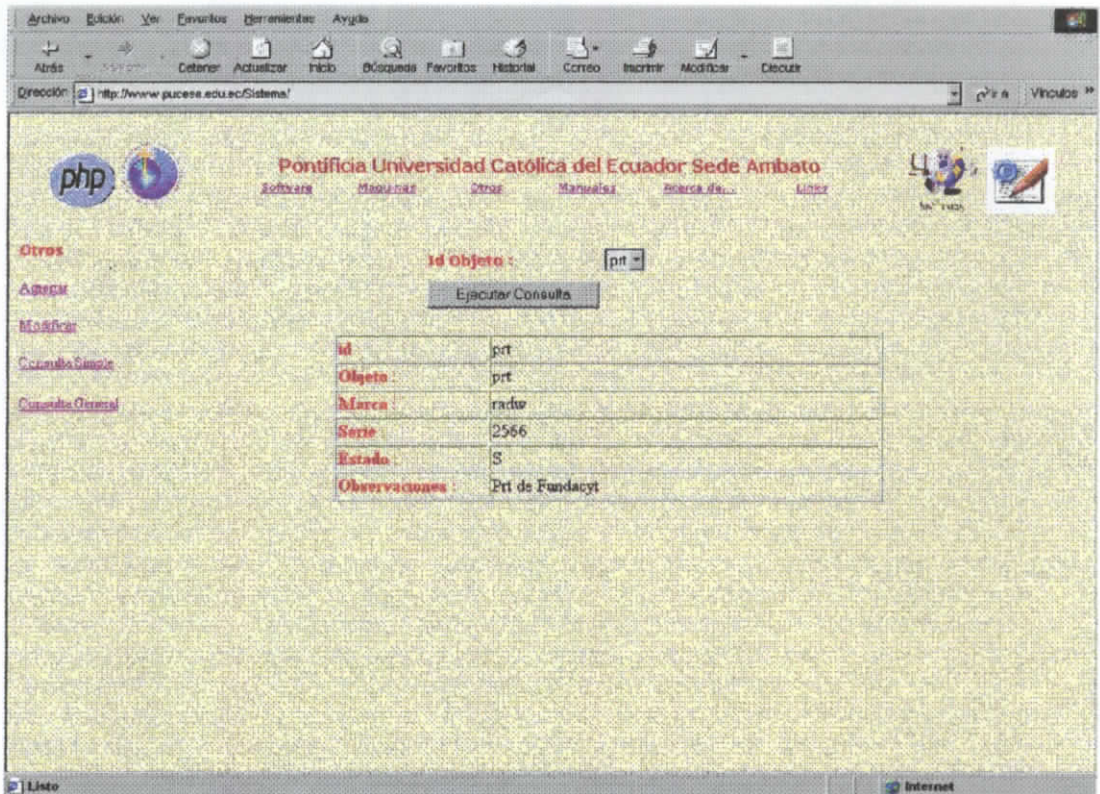 Archivo Edición Ver Favoritos Herramientas Ayuda
Atrás Detener Actualizar Inicio Búsqueda Favoritos Historial Correo Imprimir Modificar Discutir
Dirección http://www.pucesa.edu.ec/Sistema/ Ir a Vínculos »
php
Pontificia Universidad Católica del Ecuador Sede Ambato
Software Maquinas Otros Manuales Acerca de... Links
Otros
Agregar
Modificar
Consulta Simple
Consulta General
Id Objeto : prt
Ejecutar Consulta
id prt
Objeto : prt
Marca : radw
Serie : 2566
Estado : S
Observaciones : Prt de Fundacyt
Listo Internet